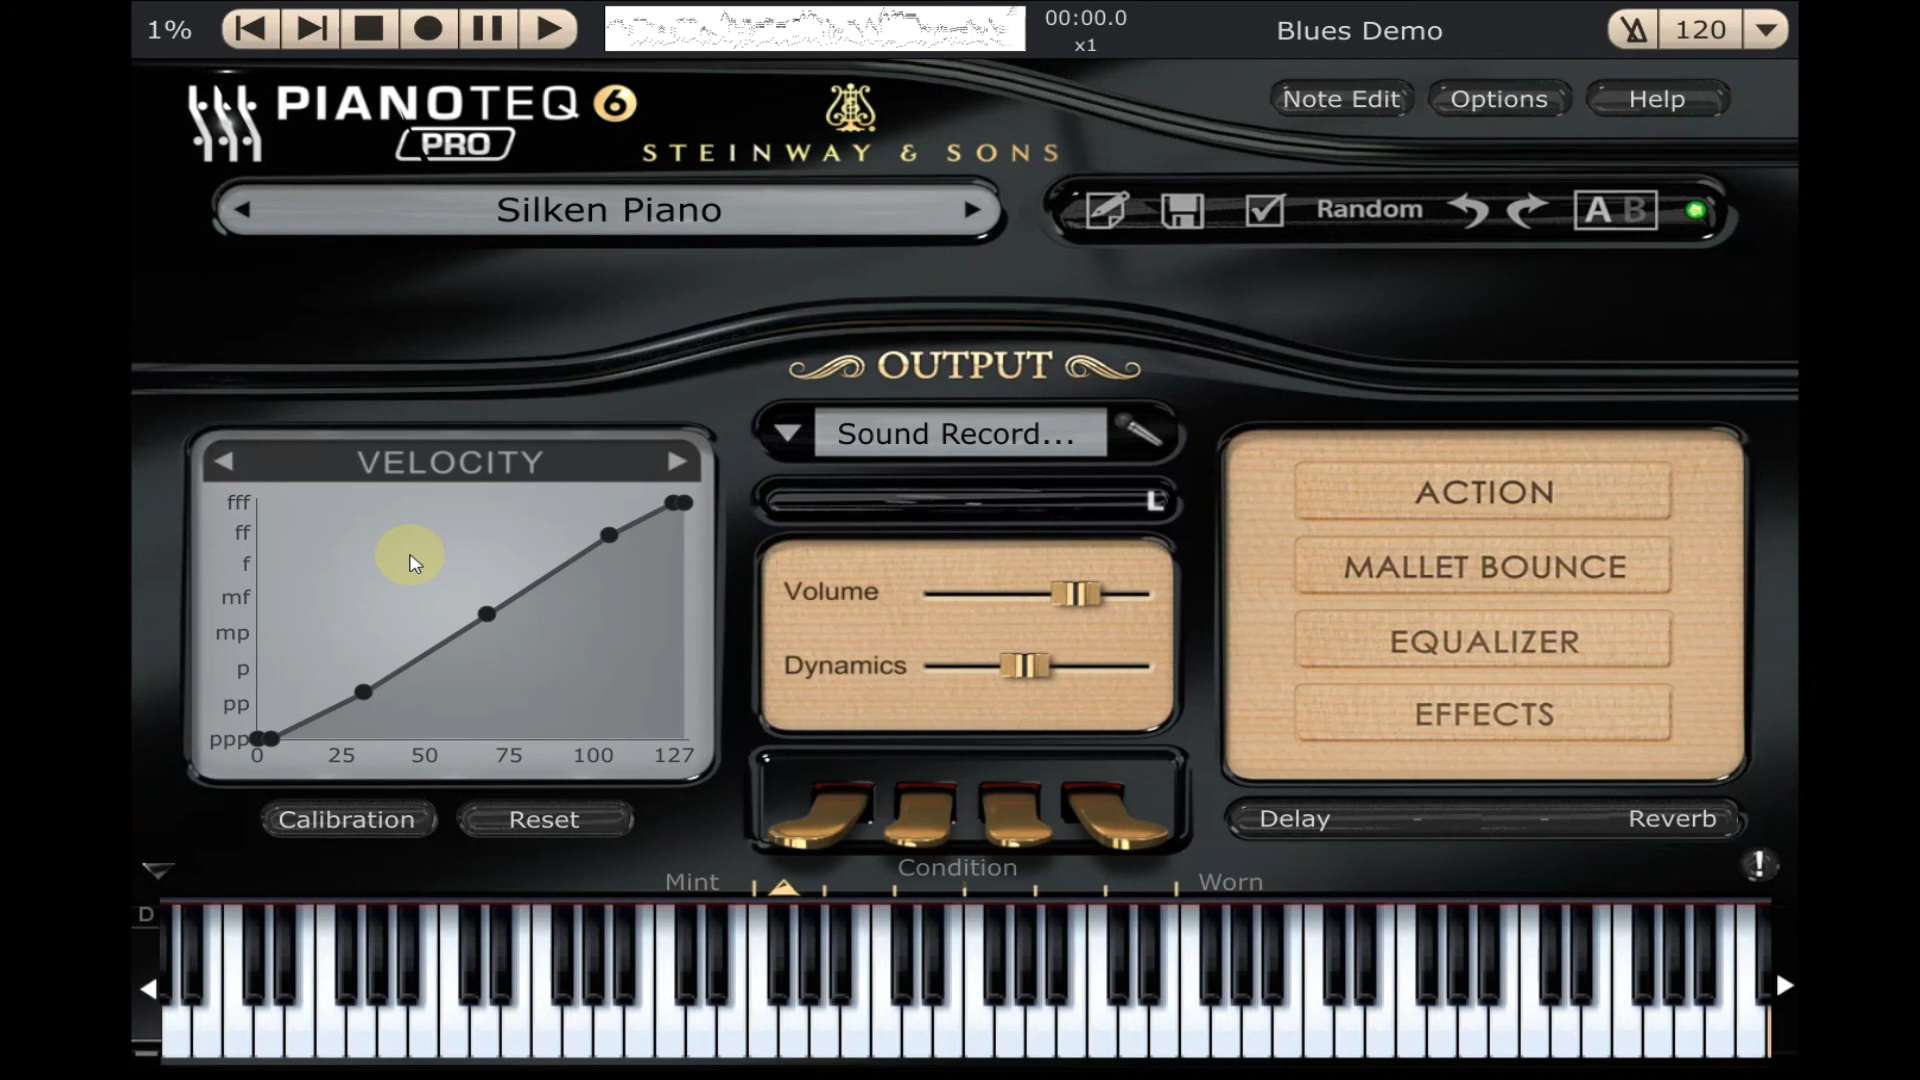 1%
00:00.0
x1
Blues Demo
120
PIANOTEQ 6
PRO
STEINWAY & SONS
Note Edit
Options
Help
Silken Piano
Random
A B
OUTPUT
Sound Record...
L
VELOCITY
fff
ff
f
mf
mp
p
pp
ppp
0 25 50 75 100 127
Calibration
Reset
Volume
Dynamics
ACTION
MALLET BOUNCE
EQUALIZER
EFFECTS
Delay - - Reverb
Mint
Condition
Worn
!
D